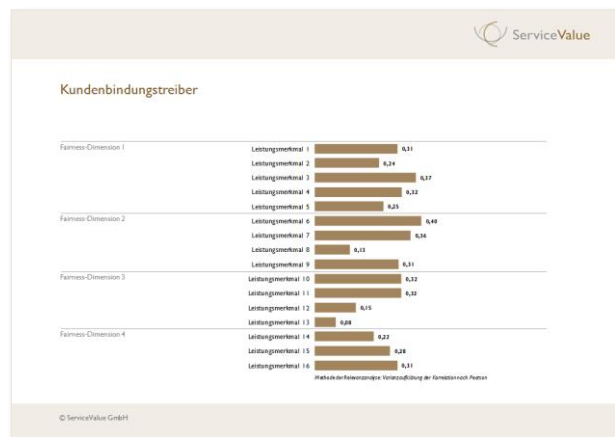 ServiceValue
Kundenbindungstreiber
Fairness-Dimension 1
Leistungsmerkmal 1 0,31
Leistungsmerkmal 2 0,24
Leistungsmerkmal 3 0,37
Leistungsmerkmal 4 0,32
Leistungsmerkmal 5 0,25
Fairness-Dimension 2
Leistungsmerkmal 6 0,40
Leistungsmerkmal 7 0,36
Leistungsmerkmal 8 0,13
Leistungsmerkmal 9 0,31
Fairness-Dimension 3
Leistungsmerkmal 10 0,32
Leistungsmerkmal 11 0,32
Leistungsmerkmal 12 0,15
Leistungsmerkmal 13 0,08
Fairness-Dimension 4
Leistungsmerkmal 14 0,22
Leistungsmerkmal 15 0,28
Leistungsmerkmal 16 0,31
Methode der Relevanzanalyse: Varianzaufklärung der Korrelation nach Pearson
© ServiceValue GmbH